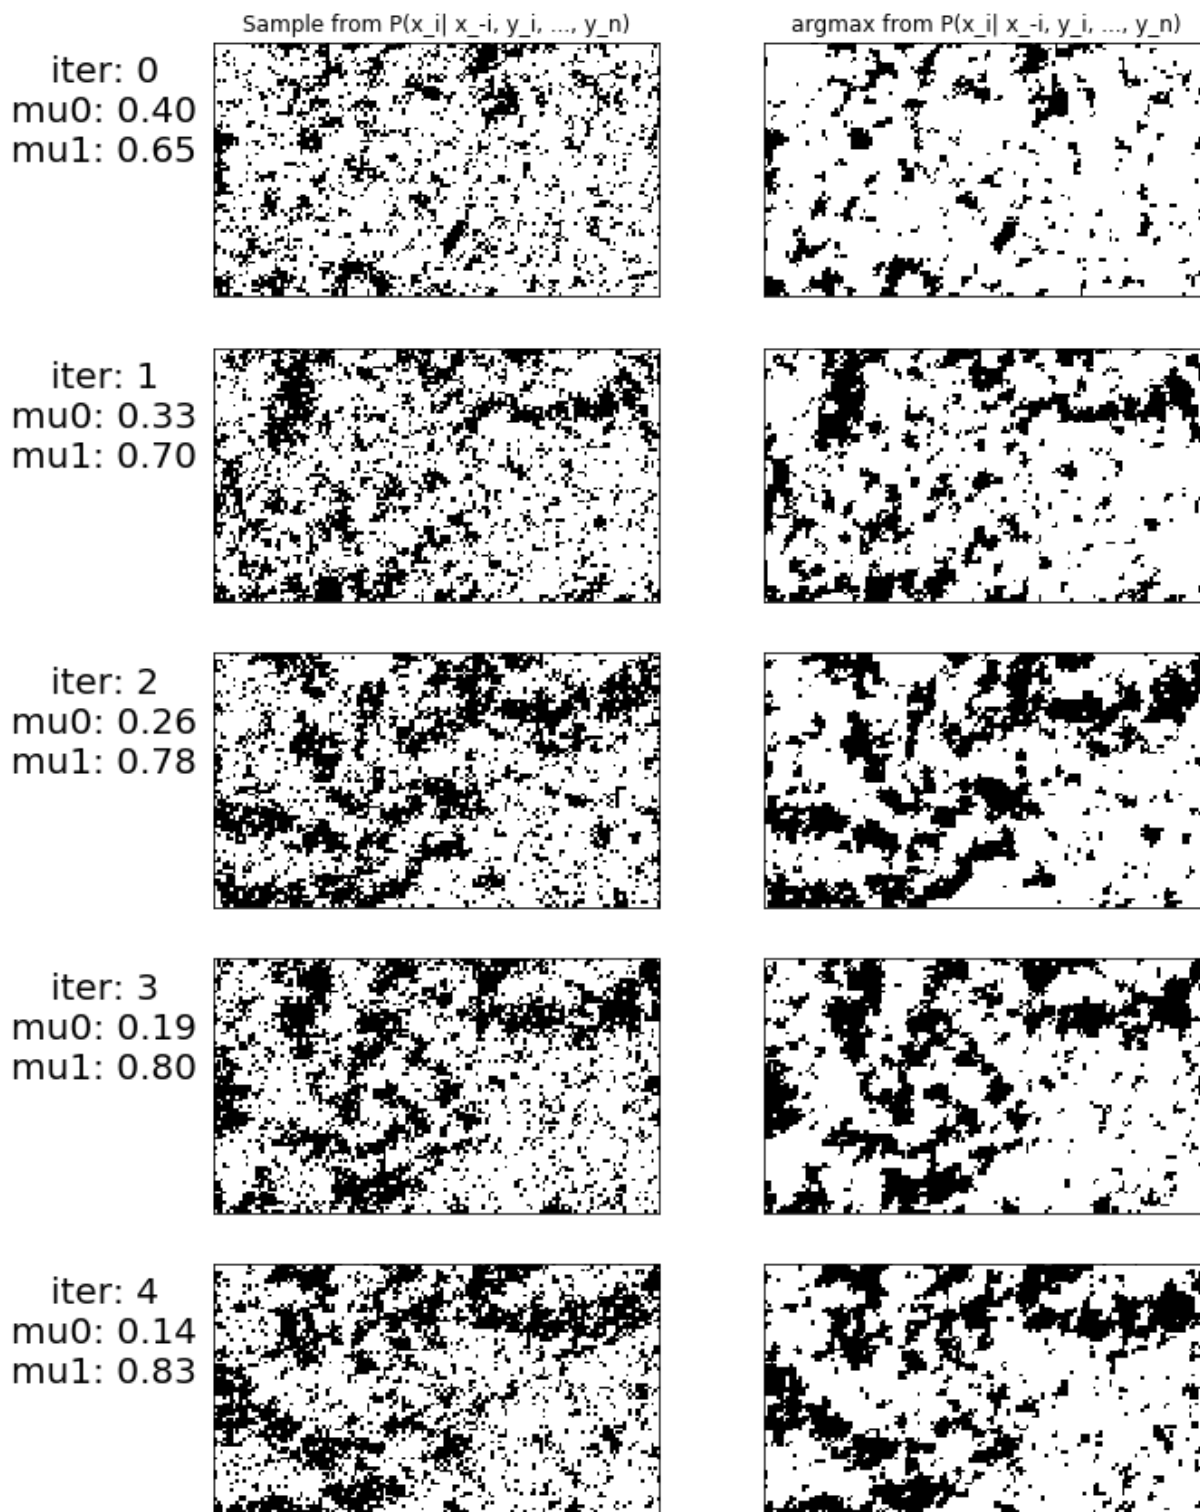 Sample from P(x_i| x_-i, y_i, ..., y_n)
argmax from P(x_i| x_-i, y_i, ..., y_n)
iter: 0
mu0: 0.40
mu1: 0.65
iter: 1
mu0: 0.33
mu1: 0.70
iter: 2
mu0: 0.26
mu1: 0.78
iter: 3
mu0: 0.19
mu1: 0.80
iter: 4
mu0: 0.14
mu1: 0.83